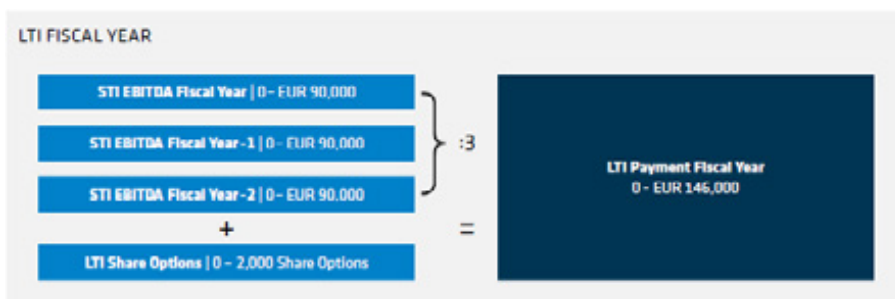 LTI FISCAL YEAR
STI EBITDA Fiscal Year | 0 – EUR 90,000
STI EBITDA Fiscal Year-1 | 0 – EUR 90,000
STI EBITDA Fiscal Year-2 | 0 – EUR 90.000
:3
+
LTI Share Options | 0 – 2,000 Share Options
=
LTI Payment Fiscal Year
0 - EUR 146,000